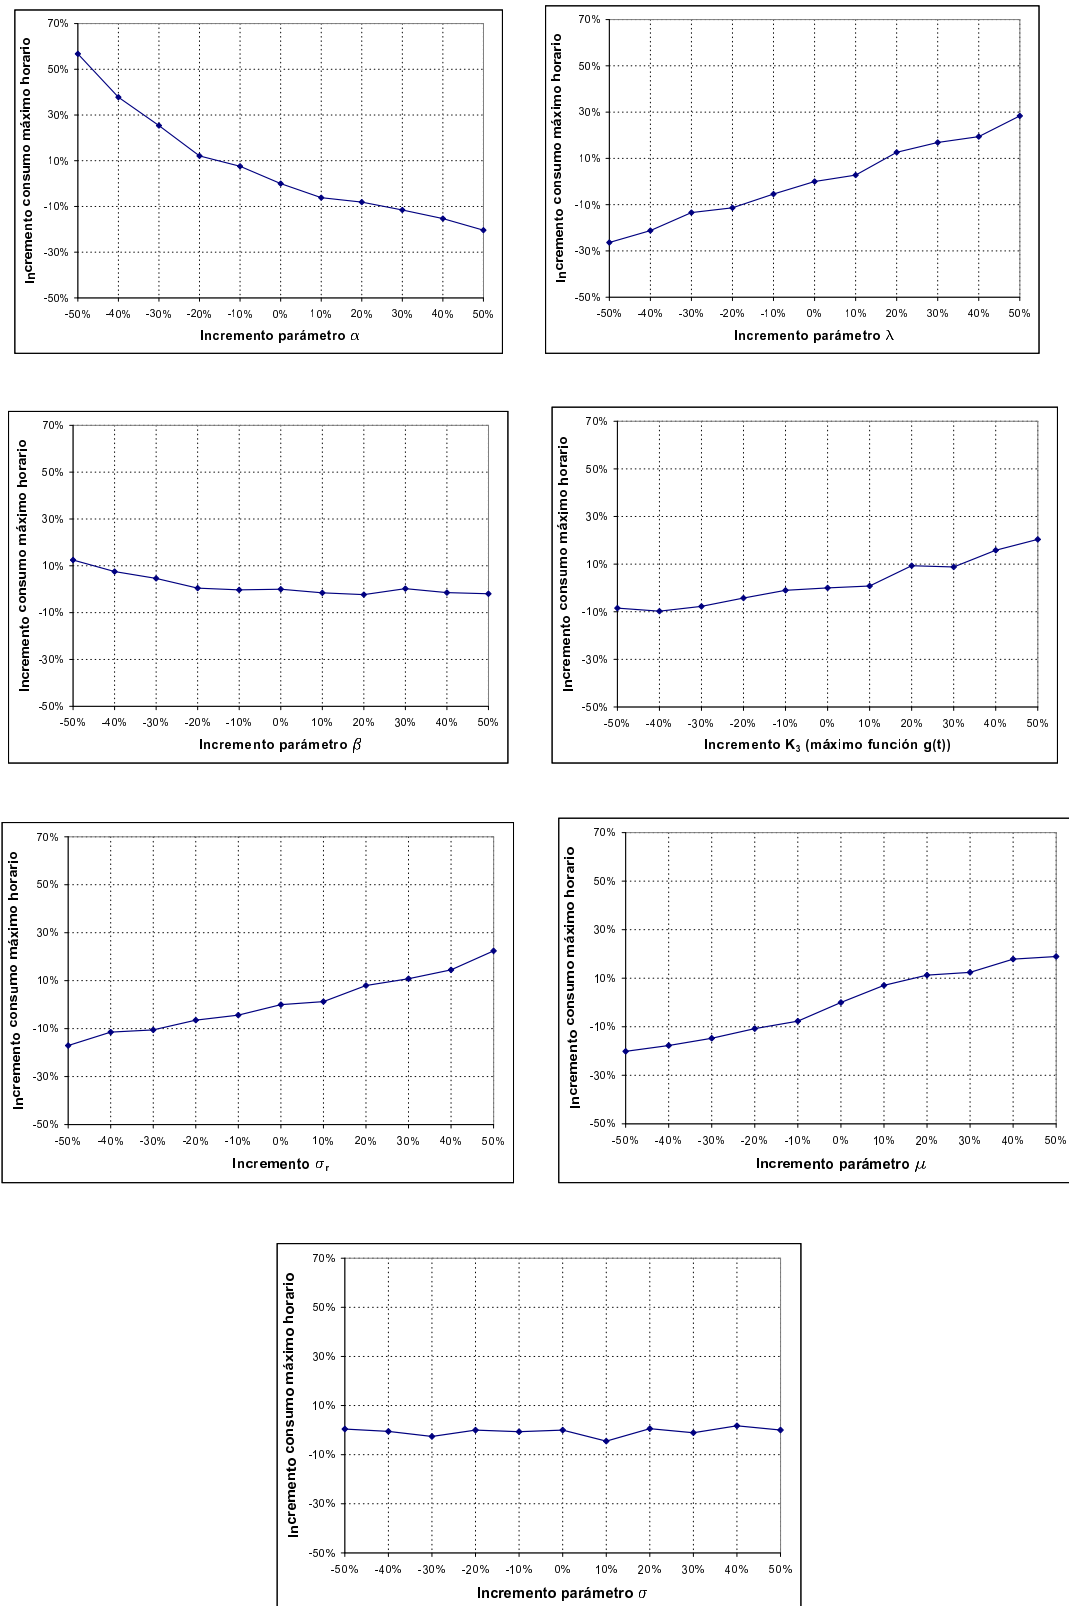 70%
50%
30%
10%
-10%
-30%
-50%
-50% -40% -30% -20% -10% 0% 10% 20% 30% 40% 50%
Incremento consumo máximo horario
Incremento parámetro α
70%
50%
30%
10%
-10%
-30%
-50%
-50% -40% -30% -20% -10% 0% 10% 20% 30% 40% 50%
Incremento consumo máximo horario
Incremento parámetro λ
70%
50%
30%
10%
-10%
-30%
-50%
-50% -40% -30% -20% -10% 0% 10% 20% 30% 40% 50%
Incremento consumo máximo horario
Incremento parámetro β
70%
50%
30%
10%
-10%
-30%
-50%
-50% -40% -30% -20% -10% 0% 10% 20% 30% 40% 50%
Incremento consumo máximo horario
Incremento K₃ (máximo función g(t))
70%
50%
30%
10%
-10%
-30%
-50%
-50% -40% -30% -20% -10% 0% 10% 20% 30% 40% 50%
Incremento consumo máximo horario
Incremento σᵣ
70%
50%
30%
10%
-10%
-30%
-50%
-50% -40% -30% -20% -10% 0% 10% 20% 30% 40% 50%
Incremento consumo máximo horario
Incremento parámetro μ
70%
50%
30%
10%
-10%
-30%
-50%
-50% -40% -30% -20% -10% 0% 10% 20% 30% 40% 50%
Incremento consumo máximo horario
Incremento parámetro σ